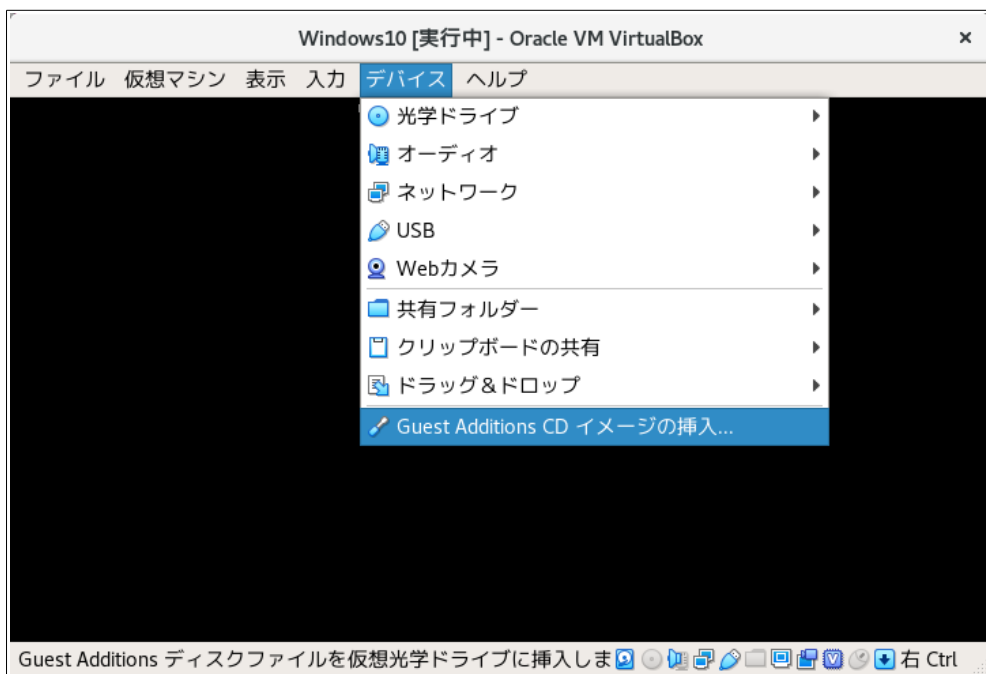 Windows10 [実行中] - Oracle VM VirtualBox
ファイル 仮想マシン 表示 入力 デバイス ヘルプ
光学ドライブ
オーディオ
ネットワーク
USB
Webカメラ
共有フォルダー
クリップボードの共有
ドラッグ&ドロップ
Guest Additions CD イメージの挿入...
Guest Additions ディスクファイルを仮想光学ドライブに挿入しま 右 Ctrl